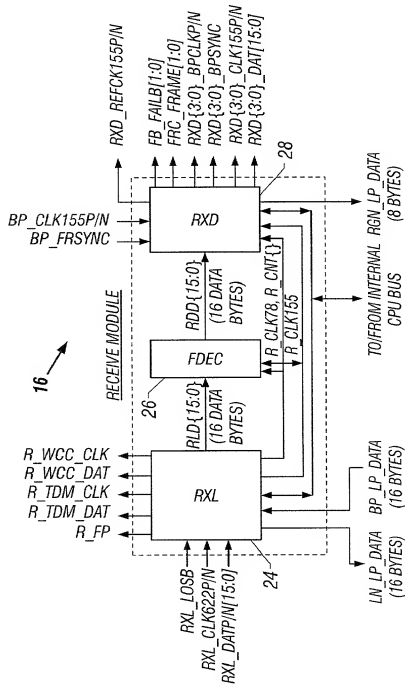 16
RECEIVE MODULE
R_WCC_CLK
R_WCC_DAT
R_TDM_CLK
R_TDM_DAT
R_FP
BP_CLK155P/N
BP_FRSYNC
RXD_REFCK155P/N
FB_FAILB[1:0]
FRC_FRAME[1:0]
RXD{3:0}_BPCLKP/N
RXD{3:0}_BPSYNC
RXD{3:0}_CLK155P/N
RXD{3:0}_DAT[15:0]
RXL_LOSB
RXL_CLK622P/N
RXL_DATP/N[15:0]
RXL
24
RLD{15:0}
(16 DATA
BYTES)
26
FDEC
RDD{15:0}
(16 DATA
BYTES)
RXD
28
R_CLK78, R_CNT{}
R_CLK155
LN_LP_DATA
(16 BYTES)
BP_LP_DATA
(16 BYTES)
TO/FROM INTERNAL
CPU BUS
RGN_LP_DATA
(8 BYTES)